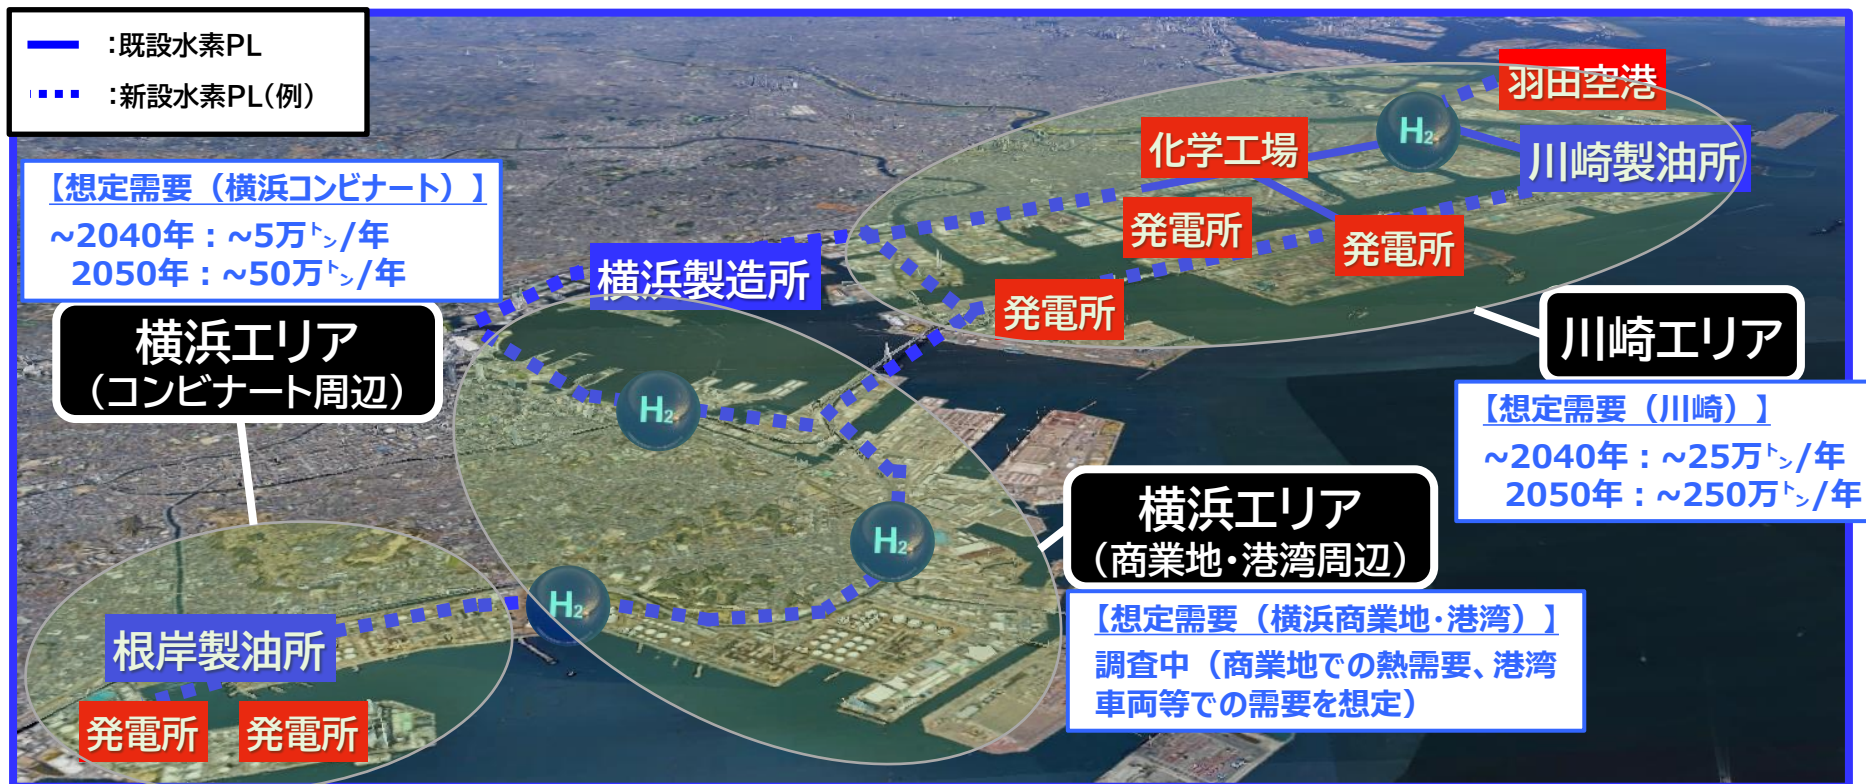 ：既設水素PL
：新設水素PL（例）
【想定需要（横浜コンビナート）】
~2040年：~5万㌧/年
2050年：~50万㌧/年
横浜エリア
（コンビナート周辺）
羽田空港
H₂
化学工場
川崎製油所
発電所
発電所
横浜製造所
発電所
川崎エリア
【想定需要（川崎）】
~2040年：~25万㌧/年
2050年：~250万㌧/年
H₂
横浜エリア
（商業地・港湾周辺）
H₂
【想定需要（横浜商業地・港湾）】
調査中（商業地での熱需要、港湾
車両等での需要を想定）
H₂
根岸製油所
発電所
発電所